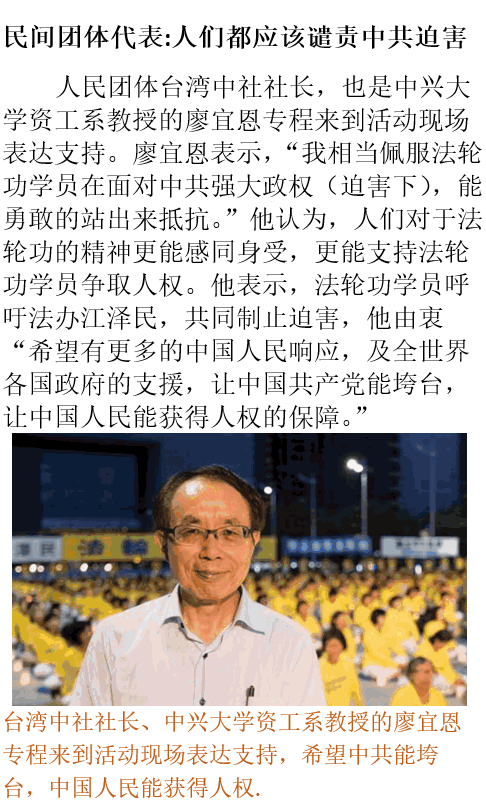 民间团体代表:人们都应该谴责中共迫害
人民团体台湾中社社长，也是中兴大
学资工系教授的廖宜恩专程来到活动现场
表达支持。廖宜恩表示，“我相当佩服法轮
功学员在面对中共强大政权（迫害下），能
勇敢的站出来抵抗。”他认为，人们对于法
轮功的精神更能感同身受，更能支持法轮
功学员争取人权。他表示，法轮功学员呼
吁法办江泽民，共同制止迫害，他由衷
“希望有更多的中国人民响应，及全世界
各国政府的支援，让中国共产党能垮台，
让中国人民能获得人权的保障。”
澤民
法輪
台湾中社社长、中兴大学资工系教授的廖宜恩
专程来到活动现场表达支持，希望中共能垮
台，中国人民能获得人权.